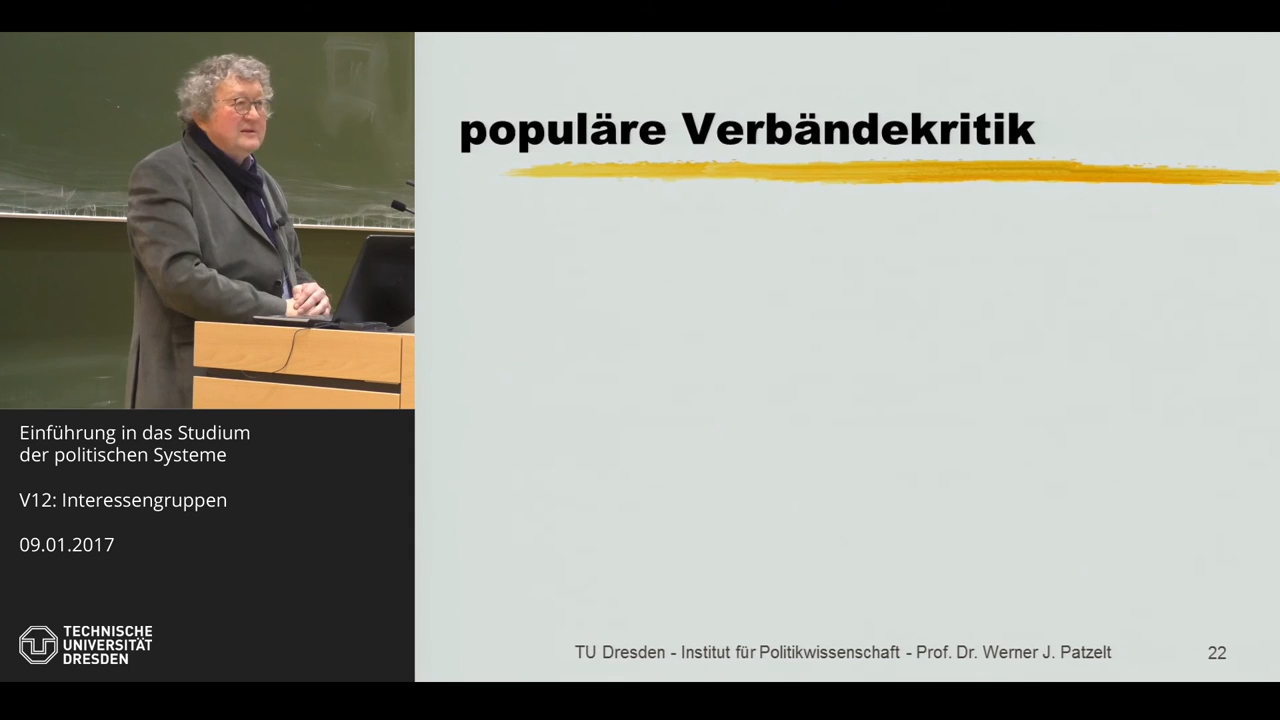 populäre Verbändekritik
Einführung in das Studium
der politischen Systeme
V12: Interessengruppen
09.01.2017
TECHNISCHE
UNIVERSITÄT
DRESDEN
TU Dresden - Institut für Politikwissenschaft - Prof. Dr. Werner J. Patzelt
22